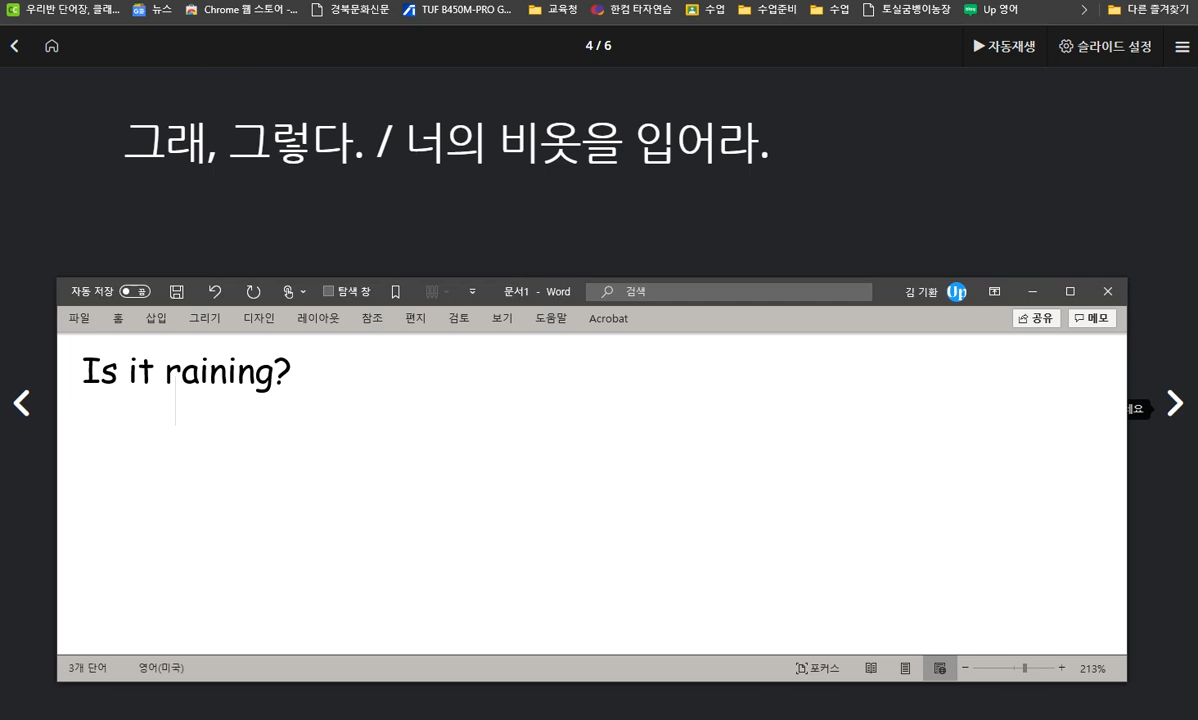 우리반 단어장, 클래... 뉴스 Chrome 웹 스토어 -... 경북문화신문 TUF B450M-PRO G... 교육청 한컴 타자연습 수업 수업준비 수업 토실굼벵이농장 Up 영어 다른 즐겨찾기
4 / 6 자동재생 슬라이드 설정
그래, 그렇다. / 너의 비옷을 입어라.
자동 저장 끔 탐색 창 문서1 - Word 검색 김 기환 Up
파일 홈 삽입 그리기 디자인 레이아웃 참조 편지 검토 보기 도움말 Acrobat 공유 메모
Is it raining?
3개 단어 영어(미국) 포커스 213%